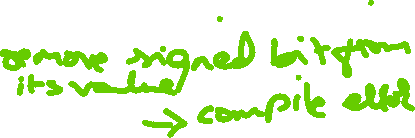 remove signed bit from
its value
→ compile